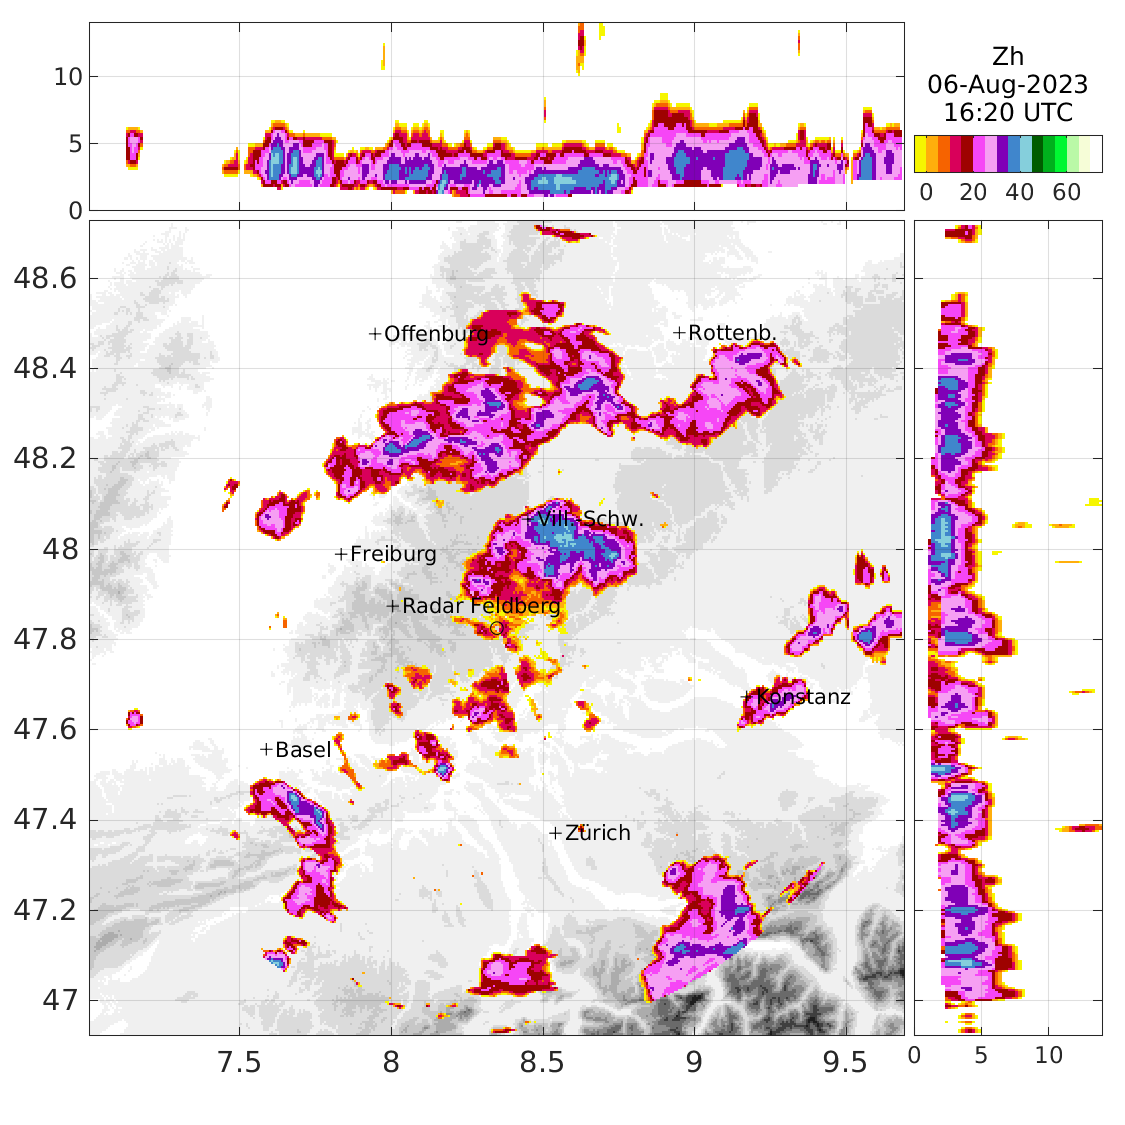 10
5
0
Zh
06-Aug-2023
16:20 UTC
0 20 40 60
48.6
48.4
48.2
48
47.8
47.6
47.4
47.2
47
+Offenburg
+Rottenb.
+Vill.-Schw.
+Freiburg
+Radar Feldberg
+Konstanz
+Basel
+Zürich
7.5 8 8.5 9 9.5
0 5 10